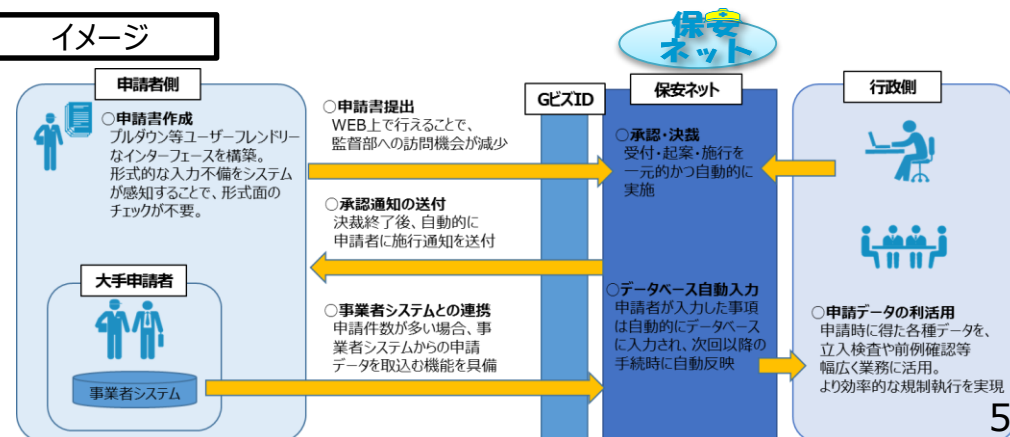 イメージ
保安
ネット
申請者側
○申請書作成
プルダウン等ユーザーフレンドリー
なインターフェースを構築。
形式的な入力不備をシステム
が感知することで、形式面の
チェックが不要。
大手申請者
事業者システム
○申請書提出
WEB上で行えることで、
監督部への訪問機会が減少
○承認通知の送付
決裁終了後、自動的に
申請者に施行通知を送付
○事業者システムとの連携
申請件数が多い場合、事
業者システムからの申請
データを取込む機能を具備
GビズID
保安ネット
○承認・決裁
受付・起案・施行を
一元的かつ自動的に
実施
○データベース自動入力
申請者が入力した事項
は自動的にデータベース
に入力され、次回以降の
手続時に自動反映
行政側
○申請データの利活用
申請時に得た各種データを、
立入検査や前例確認等
幅広く業務に活用。
より効率的な規制執行を実現
5